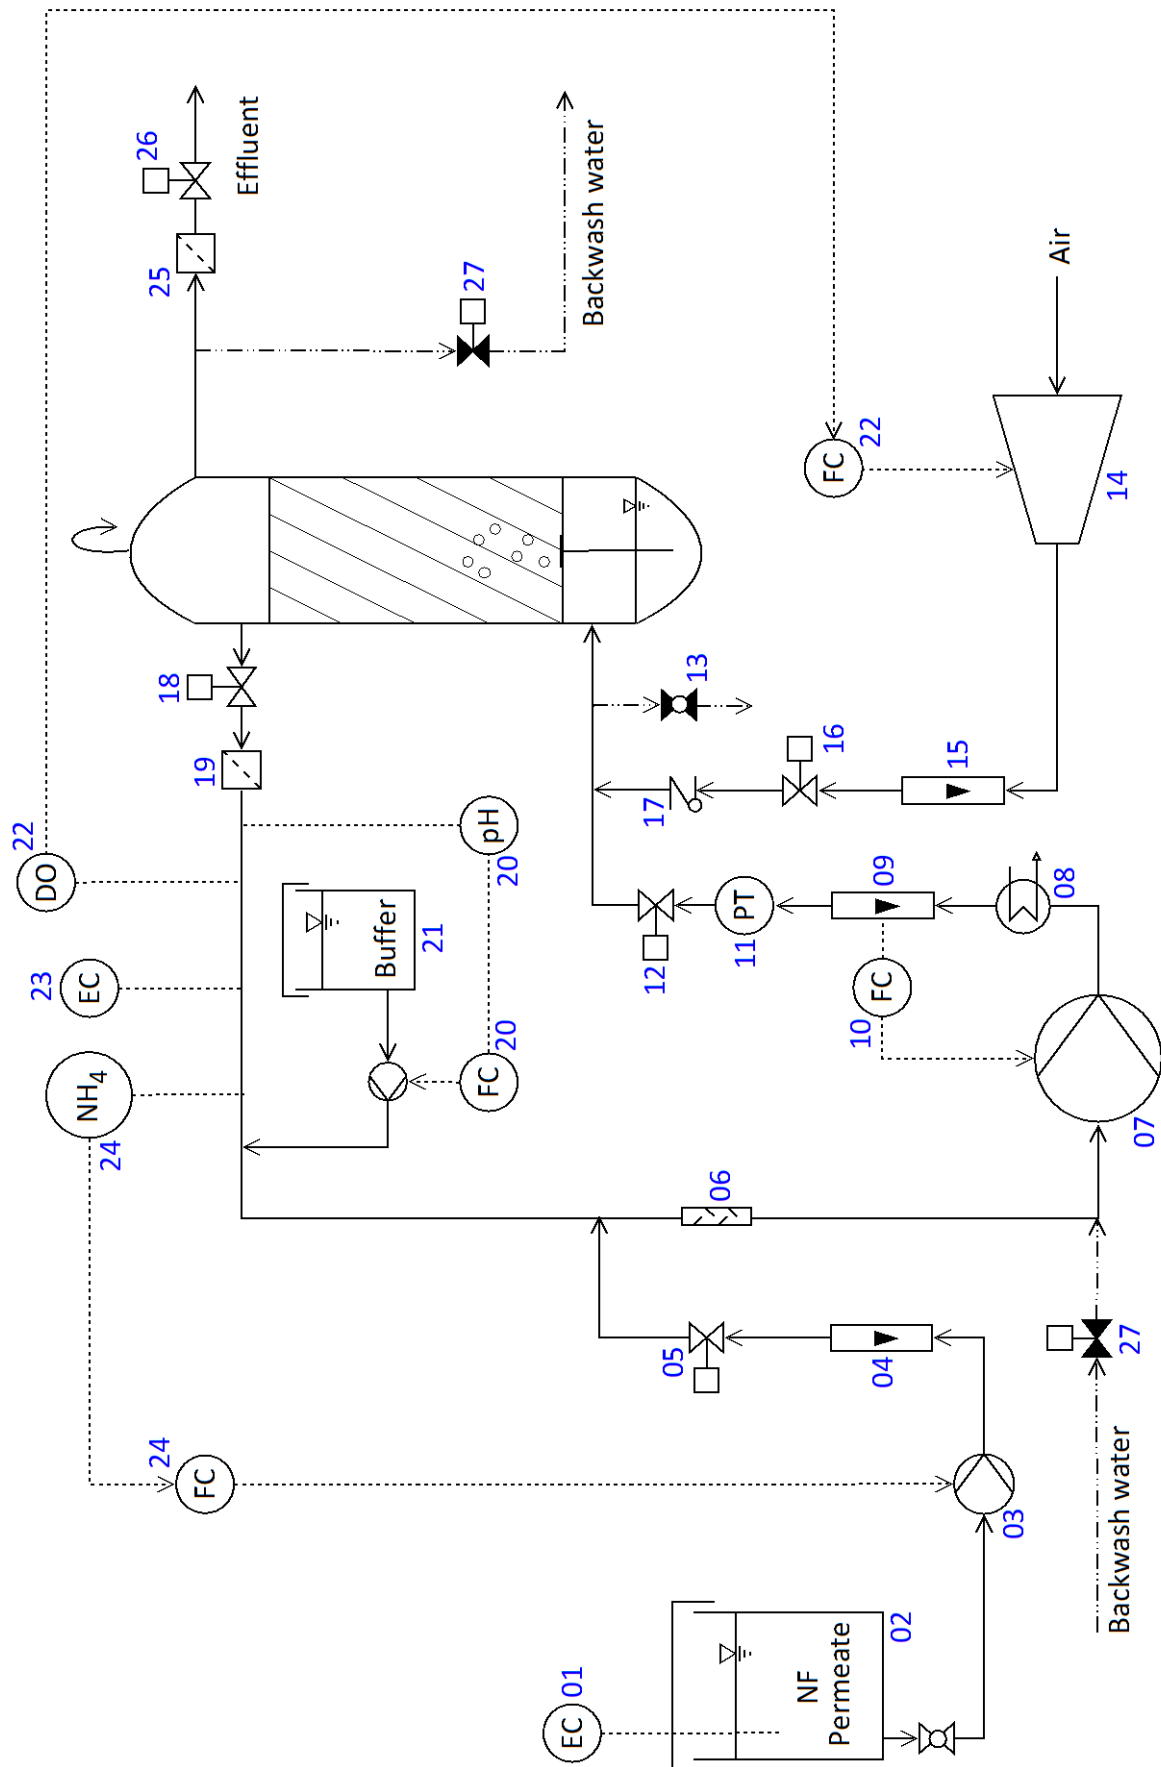 26
Effluent
25
27
Backwash water
Air
22
FC
14
18
19
13
16
17
15
22
DO
pH
20
23
EC
Buffer
21
12
PT
11
09
08
FC
10
24
NH4
FC
20
06
07
05
04
27
Backwash water
24
FC
03
EC
01
NF
Permeate
02